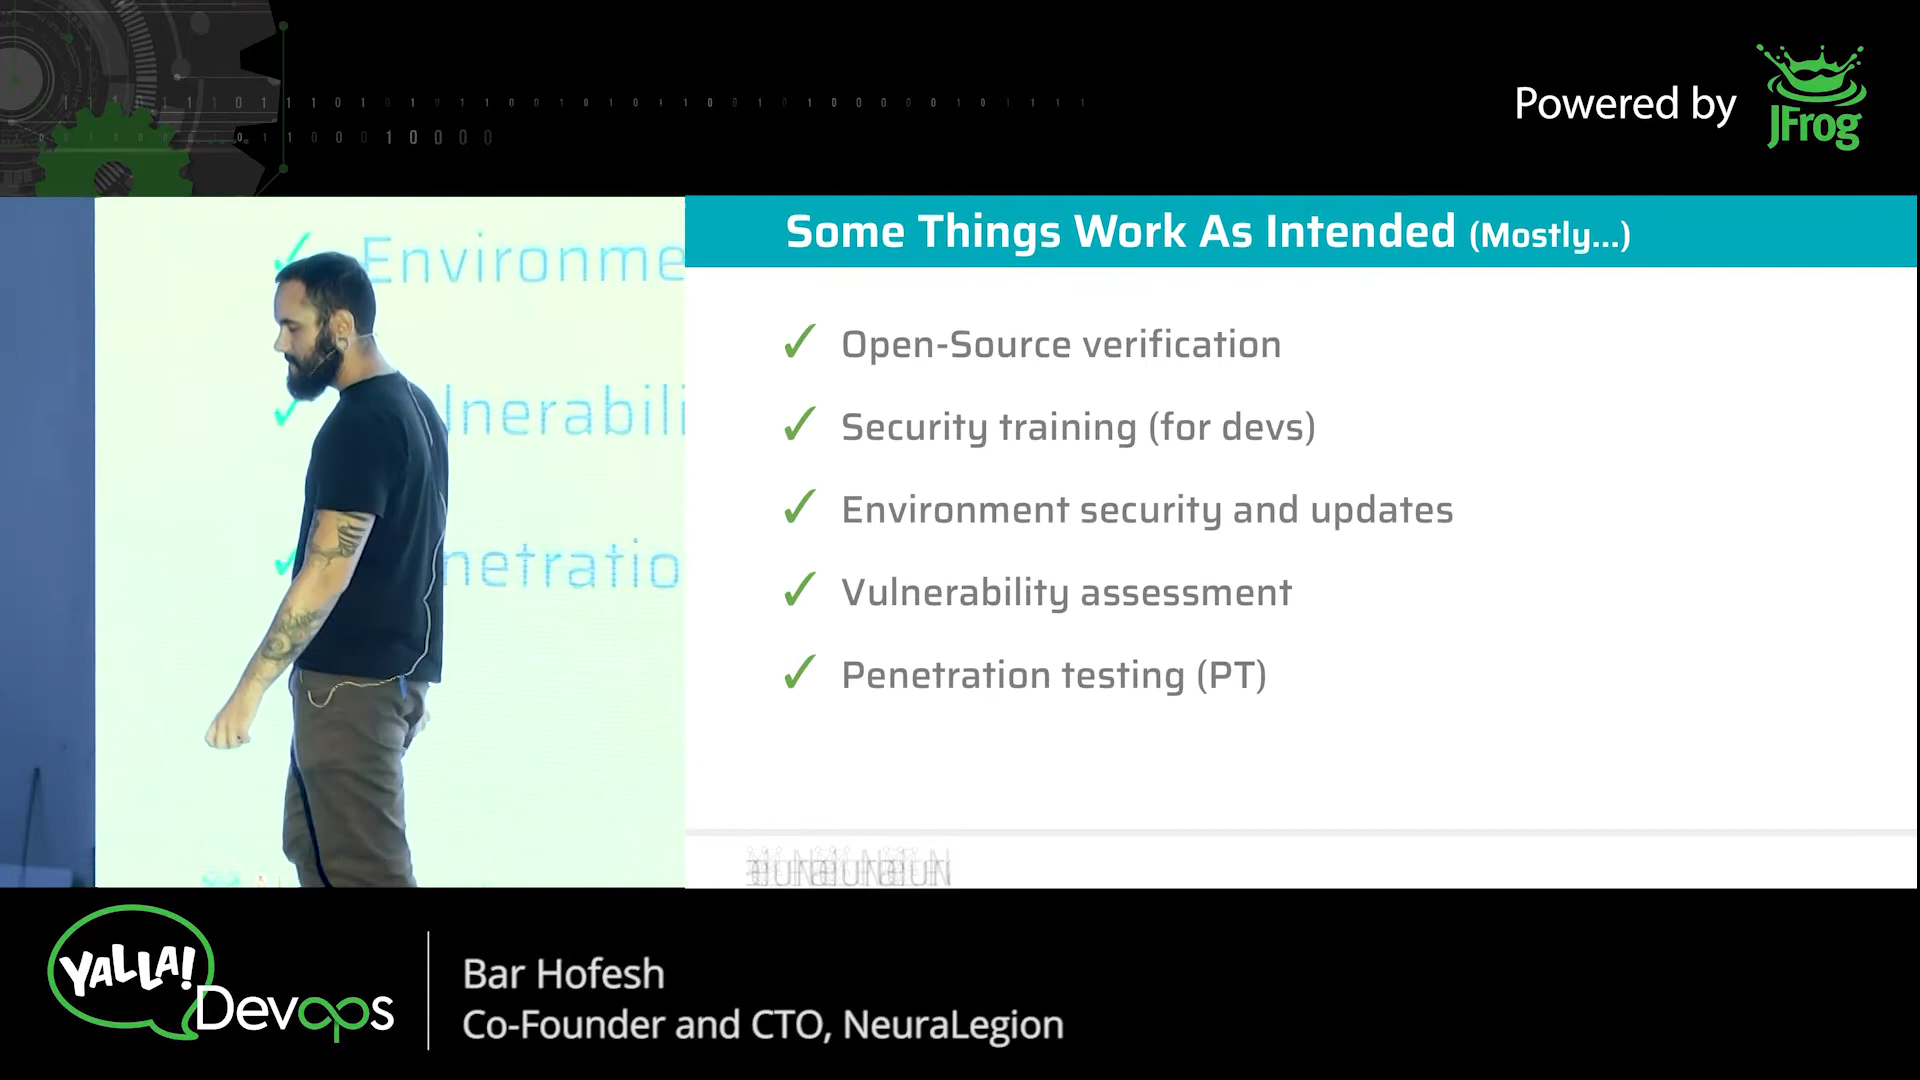 Powered by
JFrog
Some Things Work As Intended (Mostly...)
✓ Open-Source verification
✓ Security training (for devs)
✓ Environment security and updates
✓ Vulnerability assessment
✓ Penetration testing (PT)
✓ Environme
✓ lnerabili
✓ netratio
YALLA!
Devops
Bar Hofesh
Co-Founder and CTO, NeuraLegion